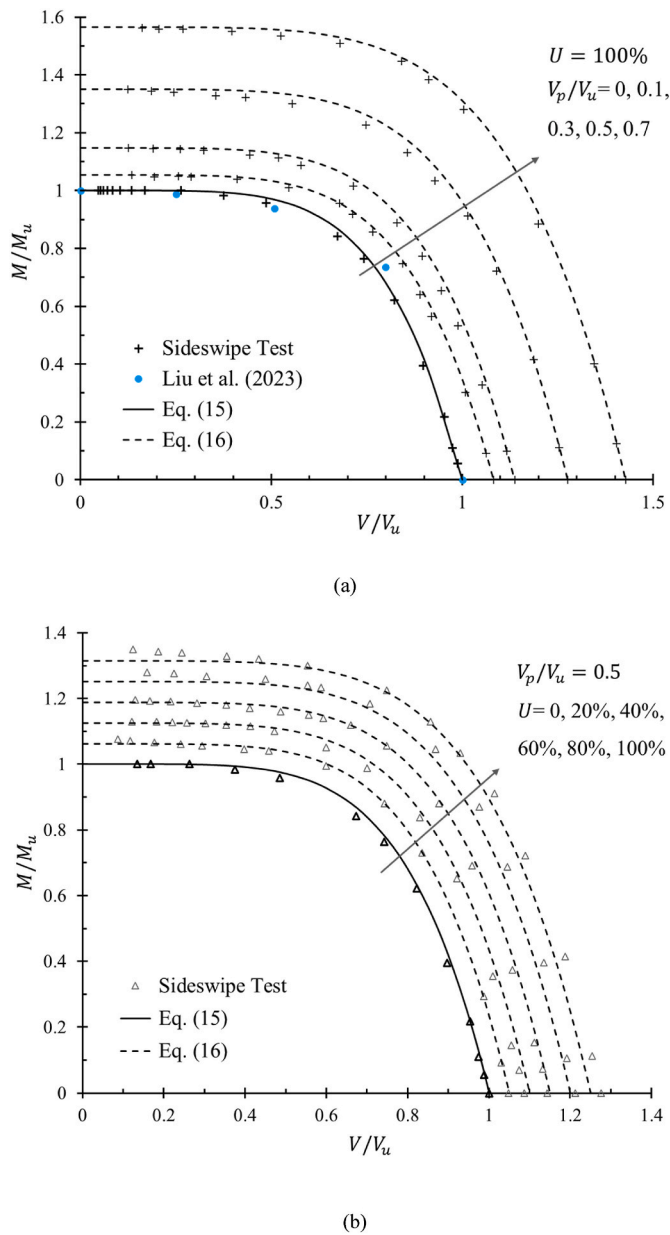 1.6
1.4
1.2
1
0.8
0.6
0.4
0.2
0
M/Mᵤ
U = 100%
Vₚ/Vᵤ= 0, 0.1,
0.3, 0.5, 0.7
Sideswipe Test
Liu et al. (2023)
Eq. (15)
Eq. (16)
0 0.5 1 1.5
V/Vᵤ
(a)
1.4
1.2
1
0.8
0.6
0.4
0.2
0
M/Mᵤ
Vₚ/Vᵤ = 0.5
U= 0, 20%, 40%,
60%, 80%, 100%
Sideswipe Test
Eq. (15)
Eq. (16)
0 0.2 0.4 0.6 0.8 1 1.2 1.4
V/Vᵤ
(b)